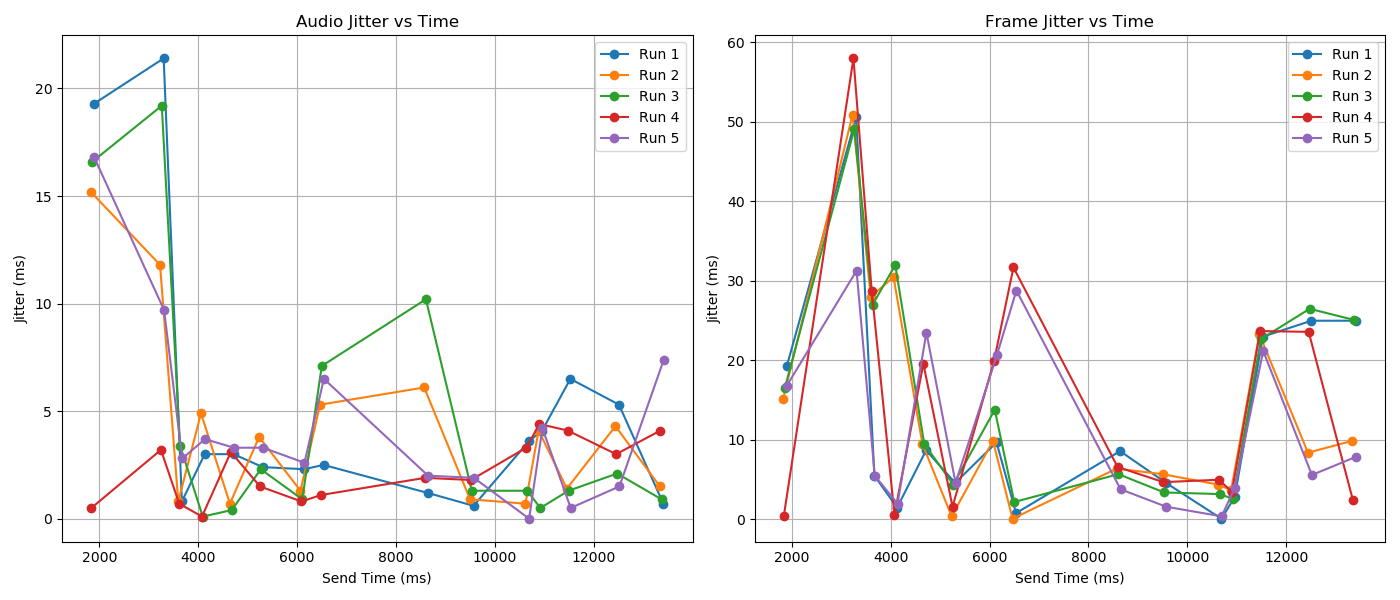 Audio Jitter vs Time
Jitter (ms)
20
15
10
5
0
2000 4000 6000 8000 10000 12000
Send Time (ms)
Run 1
Run 2
Run 3
Run 4
Run 5
Frame Jitter vs Time
Jitter (ms)
60
50
40
30
20
10
0
2000 4000 6000 8000 10000 12000
Send Time (ms)
Run 1
Run 2
Run 3
Run 4
Run 5